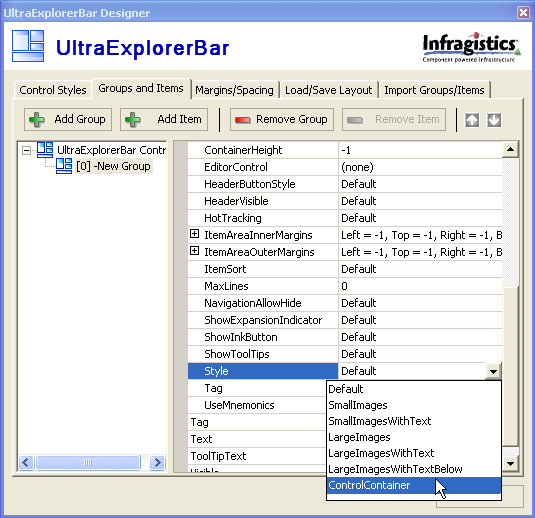 UltraExplorerBar Designer
UltraExplorerBar
Infragistics
Component powered infrastructure
Control Styles Groups and Items Margins/Spacing Load/Save Layout Import Groups/Items
Add Group Add Item Remove Group Remove Item
UltraExplorerBar Contr
[0] -New Group
ContainerHeight -1
EditorControl (none)
HeaderButtonStyle Default
HeaderVisible Default
HotTracking Default
ItemAreaInnerMargins Left = -1, Top = -1, Right = -1, B
ItemAreaOuterMargins Left = -1, Top = -1, Right = -1, B
ItemSort Default
MaxLines 0
NavigationAllowHide Default
ShowExpansionIndicator Default
ShowInkButton Default
ShowToolTips Default
Style Default
Tag
UseMnemonics
Tag
Text
ToolTipText
Visible
Default
SmallImages
SmallImagesWithText
LargeImages
LargeImagesWithText
LargeImagesWithTextBelow
ControlContainer